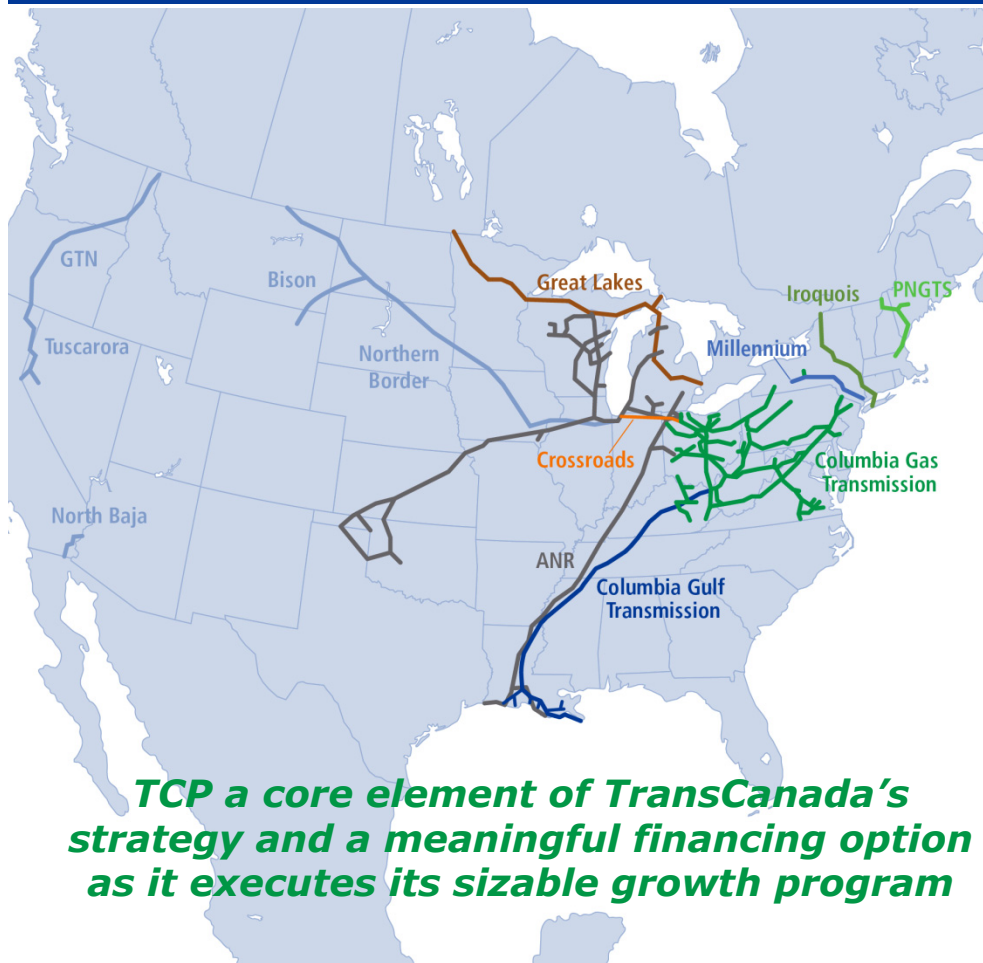 GTN
Bison
Great Lakes
Iroquois
PNGTS
Tuscarora
Northern
Border
Millennium
Crossroads
Columbia Gas
Transmission
North Baja
ANR
Columbia Gulf
Transmission
TCP a core element of TransCanada’s
strategy and a meaningful financing option
as it executes its sizable growth program